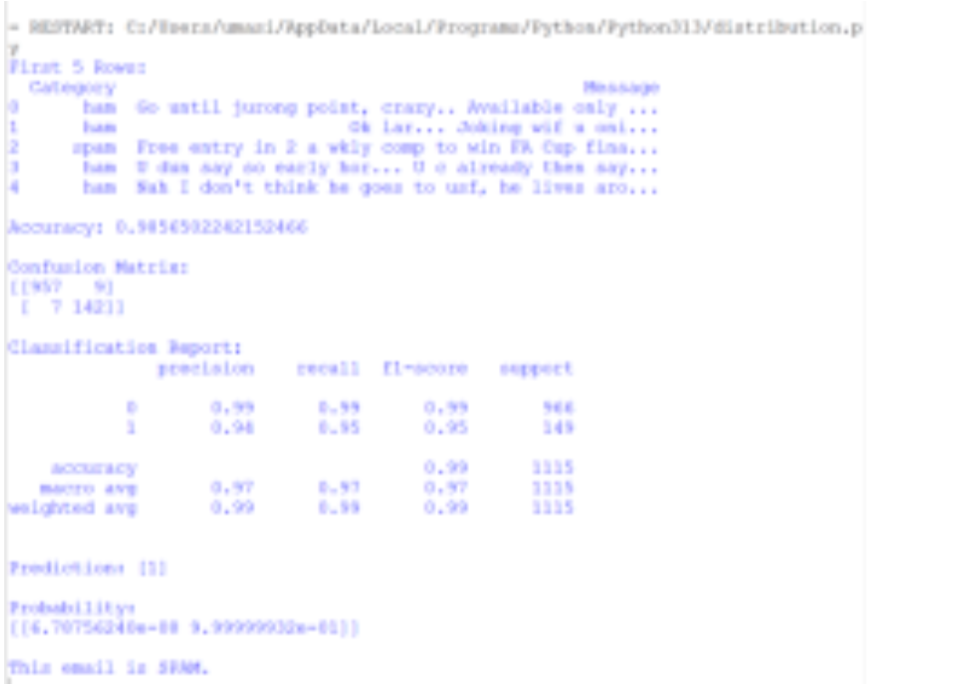 = RESTART: C:/Users/umasi/AppData/Local/Programs/Python/Python313/distribution.p
y
First 5 Rows:
Category Message
0 ham Go until jurong point, crazy.. Available only ...
1 ham Ok lar... Joking wif u oni...
2 spam Free entry in 2 a wkly comp to win FA Cup fina...
3 ham U dun say so early hor... U c already then say...
4 ham Nah I don't think he goes to usf, he lives aro...
Accuracy: 0.9856502242152466
Confusion Matrix:
[[957 9]
[ 7 142]]
Classification Report:
precision recall f1-score support
0 0.99 0.99 0.99 966
1 0.94 0.95 0.95 149
accuracy 0.99 1115
macro avg 0.97 0.97 0.97 1115
weighted avg 0.99 0.99 0.99 1115
Prediction: [1]
Probability:
[[6.70756240e-08 9.99999932e-01]]
This email is SPAM.